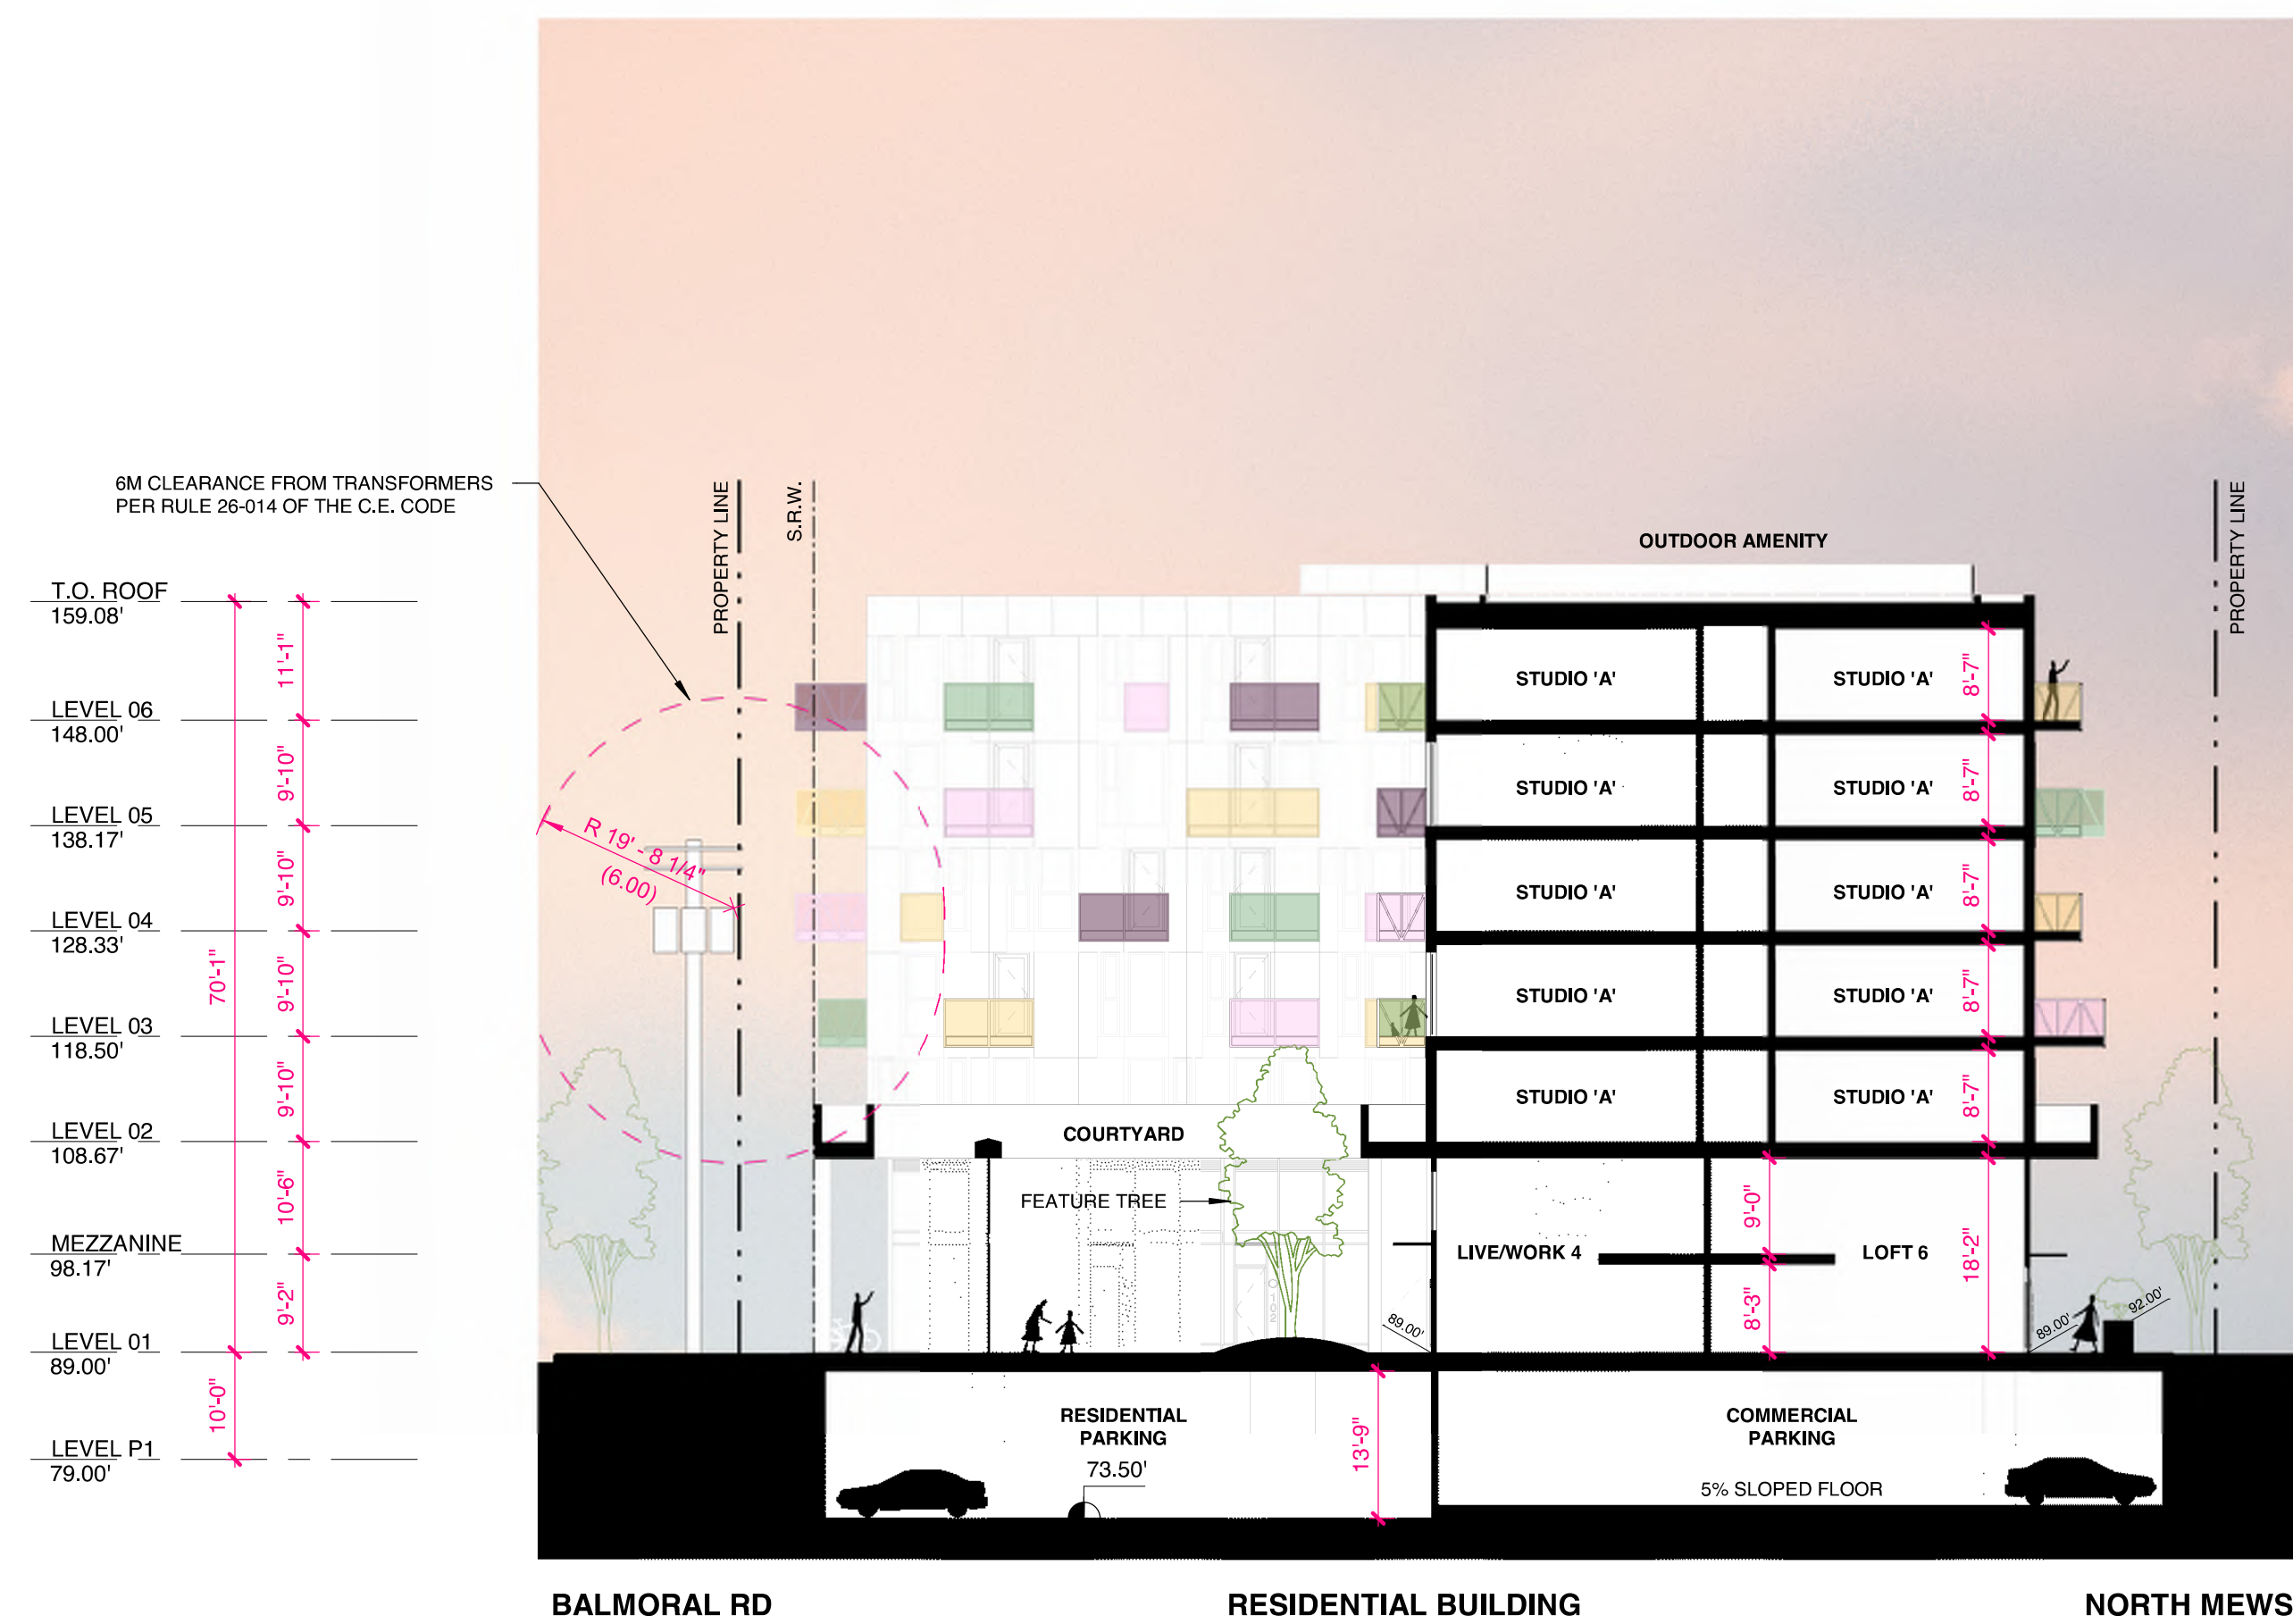 6M CLEARANCE FROM TRANSFORMERS
PER RULE 26-014 OF THE C.E. CODE
PROPERTY LINE
S.R.W.
PROPERTY LINE
OUTDOOR AMENITY
T.O. ROOF
159.08'
LEVEL 06
148.00'
LEVEL 05
138.17'
LEVEL 04
128.33'
LEVEL 03
118.50'
LEVEL 02
108.67'
MEZZANINE
98.17'
LEVEL 01
89.00'
LEVEL P1
79.00'
70'-1"
10'-0"
11'-1"
9'-10"
9'-10"
9'-10"
9'-10"
10'-6"
9'-2"
R 19' - 8 1/4"
(6.00)
STUDIO 'A' STUDIO 'A' 8'-7"
STUDIO 'A' STUDIO 'A' 8'-7"
STUDIO 'A' STUDIO 'A' 8'-7"
STUDIO 'A' STUDIO 'A' 8'-7"
STUDIO 'A' STUDIO 'A' 8'-7"
COURTYARD
FEATURE TREE
LIVE/WORK 4
LOFT 6
9'-0"
8'-3"
18'-2"
89.00'
89.00'
92.00'
RESIDENTIAL
PARKING
73.50'
13'-9"
COMMERCIAL
PARKING
5% SLOPED FLOOR
BALMORAL RD
RESIDENTIAL BUILDING
NORTH MEWS